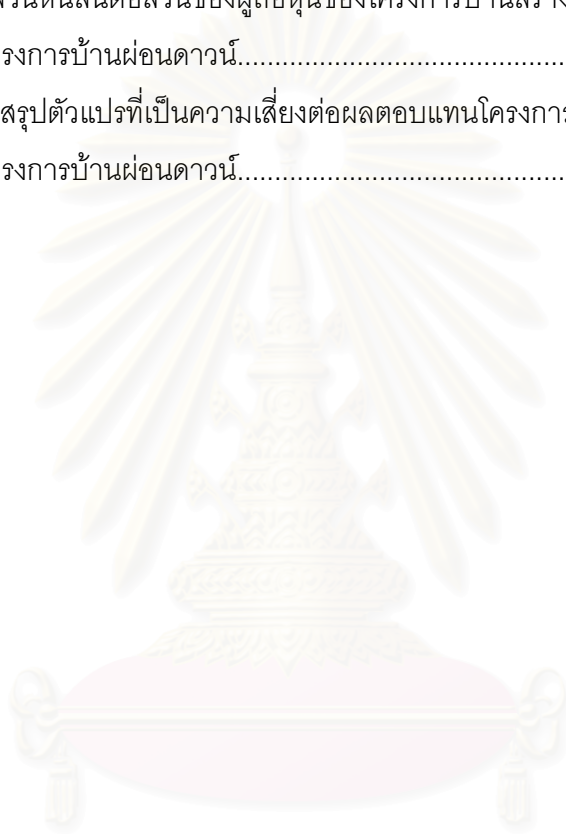 ส่วนหนี้สินต่อส่วนของผู้ถือหุ้นของโครงการบ้านสร้าง
รงการบ้านผ่อนดาวน์.............................................
สรุปตัวแปรที่เป็นความเสี่ยงต่อผลตอบแทนโครงการ
รงการบ้านผ่อนดาวน์.............................................